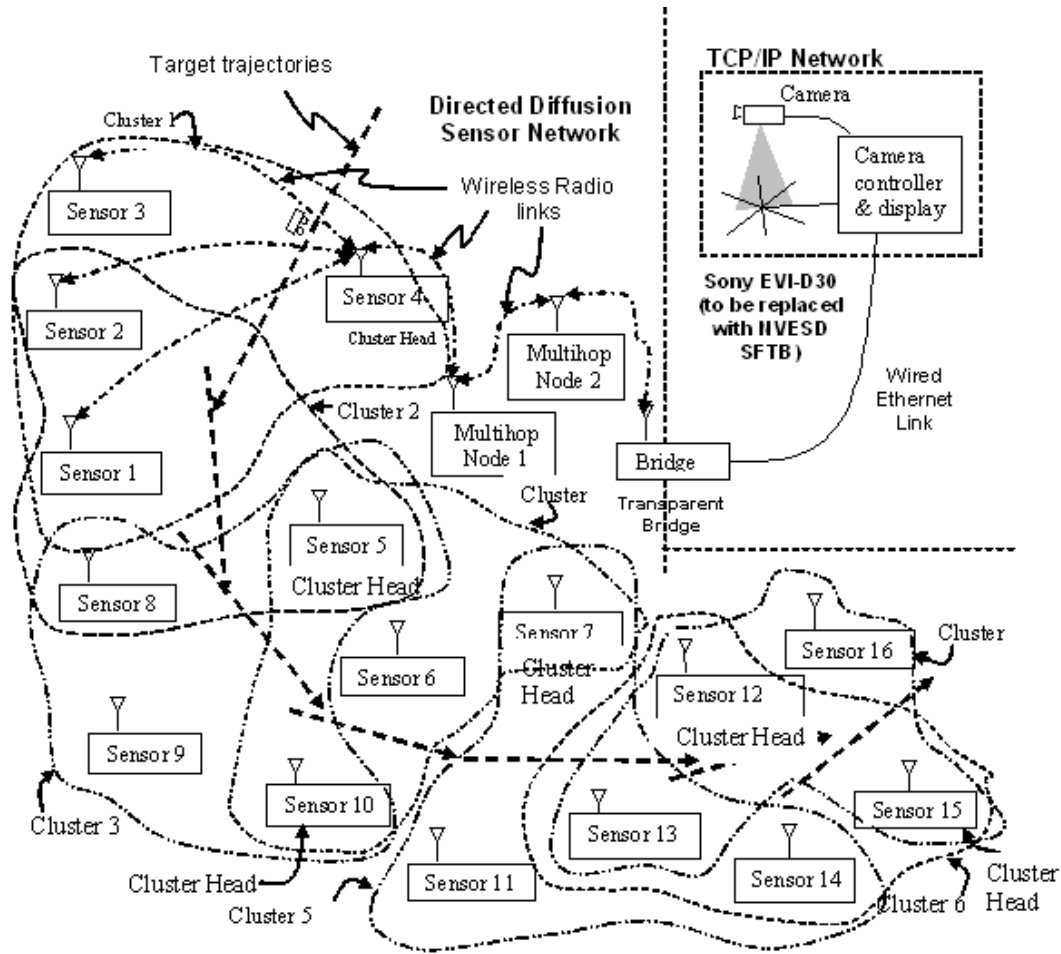 Target trajectories
Cluster 1
Directed Diffusion
Sensor Network
Wireless Radio
links
TCP/IP Network
Camera
Camera
controller
& display
Sony EVI-D30
(to be replaced
with NVESD
SFTB)
Wired
Ethernet
Link
Sensor 3
Sensor 2
Sensor 4
Cluster Head
Multihop
Node 2
Sensor 1
Cluster 2
Multihop
Node 1
Bridge
Transparent
Bridge
Cluster
Sensor 5
Cluster Head
Sensor 8
Sensor 6
Sensor 7
Cluster
Head
Sensor 16
Cluster
Sensor 12
Cluster Head
Sensor 9
Sensor 10
Sensor 13
Sensor 15
Cluster 3
Cluster Head
Sensor 11
Sensor 14
Cluster
Head
Cluster 5
Cluster 6